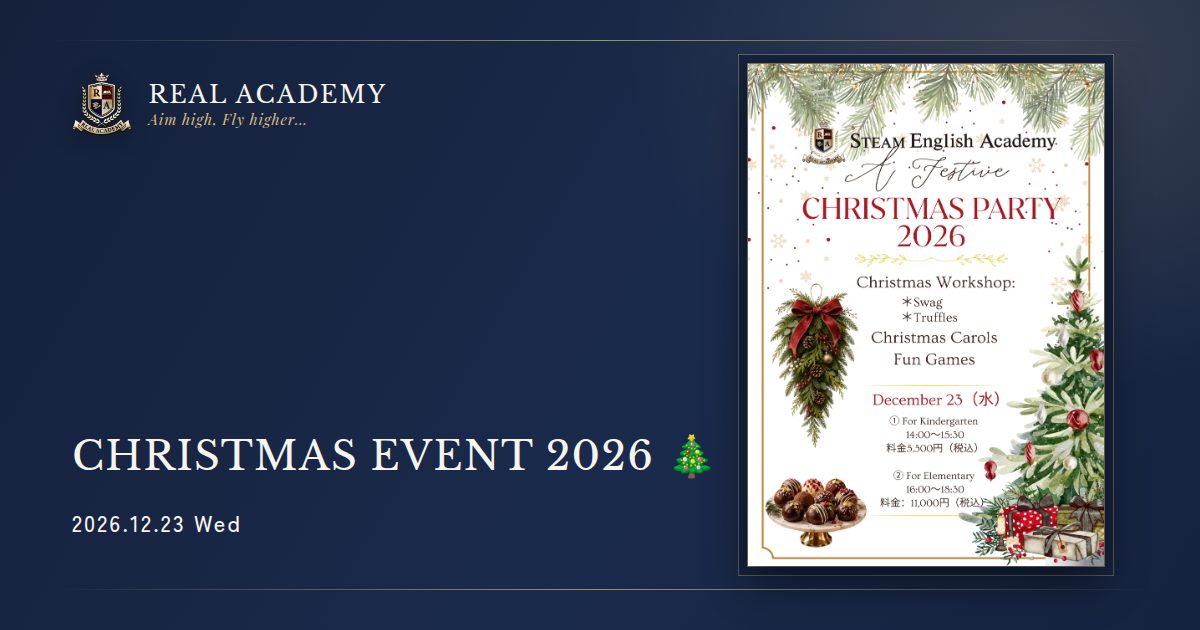 REAL ACADEMY
Aim high, Fly higher...
CHRISTMAS EVENT 2026 🎄
2026.12.23 Wed
STEAM English Academy
A Festive
CHRISTMAS PARTY
2026
Christmas Workshop:
＊Swag
＊Truffles
Christmas Carols
Fun Games
December 23（水）
① For Kindergarten
14:00〜15:30
料金5,500円（税込）
② For Elementary
16:00〜18:30
料金：11,000円（税込）